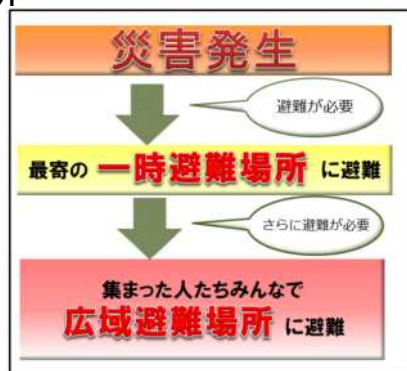 災害発生
避難が必要
最寄の 一時避難場所 に避難
さらに避難が必要
集まった人たちみんなで
広域避難場所 に避難